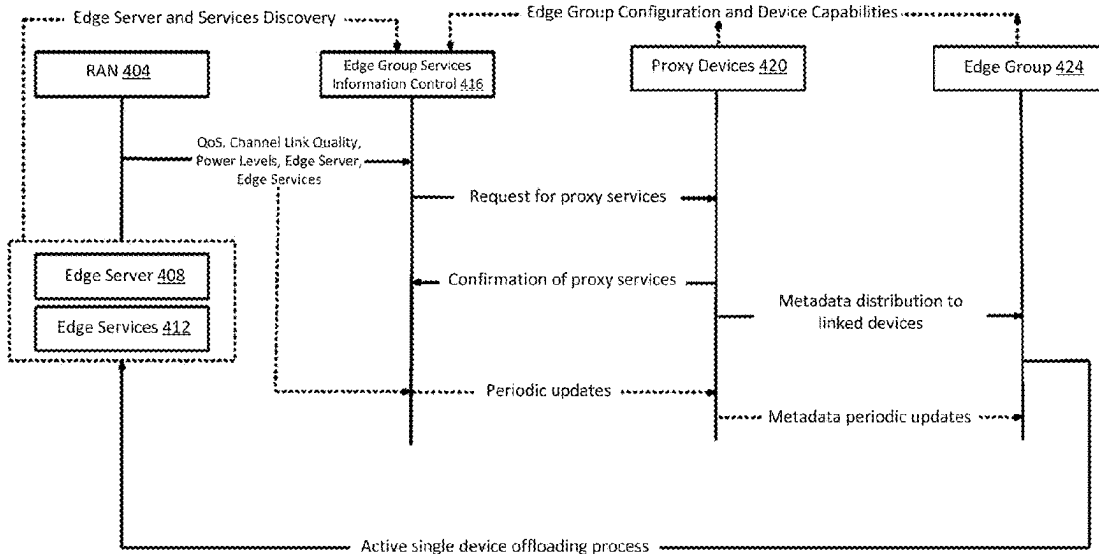 Edge Server and Services Discovery
Edge Group Configuration and Device Capabilities
RAN 404
Edge Group Services
Information Control 416
Proxy Devices 420
Edge Group 424
QoS, Channel Link Quality,
Power Levels, Edge Server,
Edge Services
Request for proxy services
Edge Server 408
Confirmation of proxy services
Edge Services 412
Metadata distribution to
linked devices
Periodic updates
Metadata periodic updates
Active single device offloading process